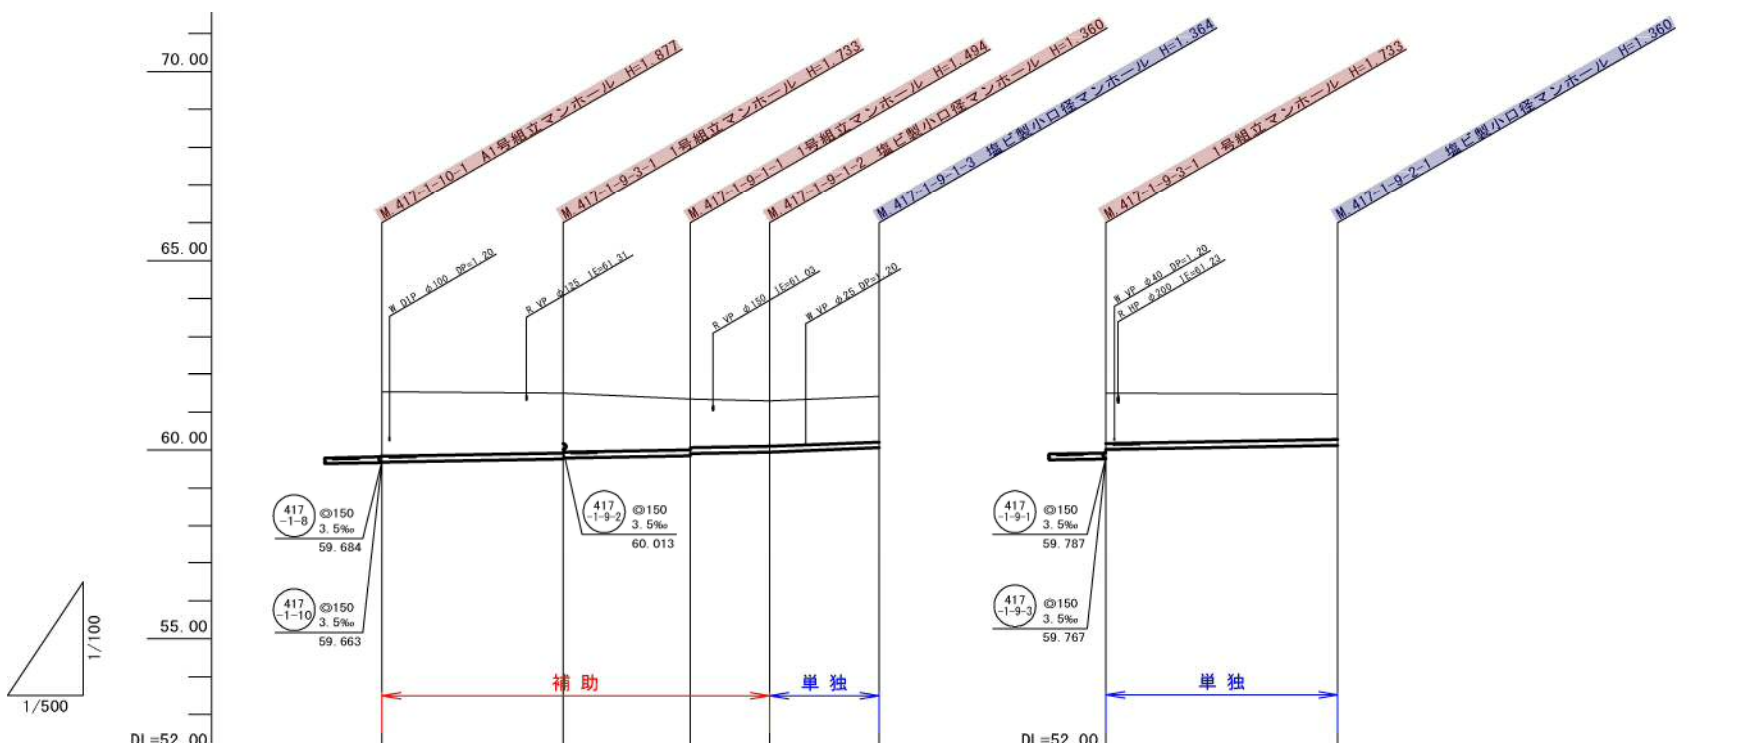 70.00
65.00
60.00
55.00
DL=52.00
1/100
1/500
M.417-1-10-1 A1号組立マンホール H=1.877
M.417-1-9-3-1 1号組立マンホール H=1.733
M.417-1-9-1-1 1号組立マンホール H=1.494
M.417-1-9-1-2 塩ビ製小口径マンホール H=1.360
M.417-1-9-1-3 塩ビ製小口径マンホール H=1.364
W DIP φ100 DP=1.20
R VP φ125 IE=61.31
R VP φ150 IE=61.03
W VP φ25 DP=1.20
417
-1-8
◎150
3.5‰
59.684
417
-1-10
◎150
3.5‰
59.663
417
-1-9-2
◎150
3.5‰
60.013
補助
単独
M.417-1-9-3-1 1号組立マンホール H=1.733
M.417-1-9-2-1 塩ビ製小口径マンホール H=1.360
W VP φ40 DP=1.20
R HP φ200 IE=61.23
417
-1-9-1
◎150
3.5‰
59.787
417
-1-9-3
◎150
3.5‰
59.767
単独
DL=52.00